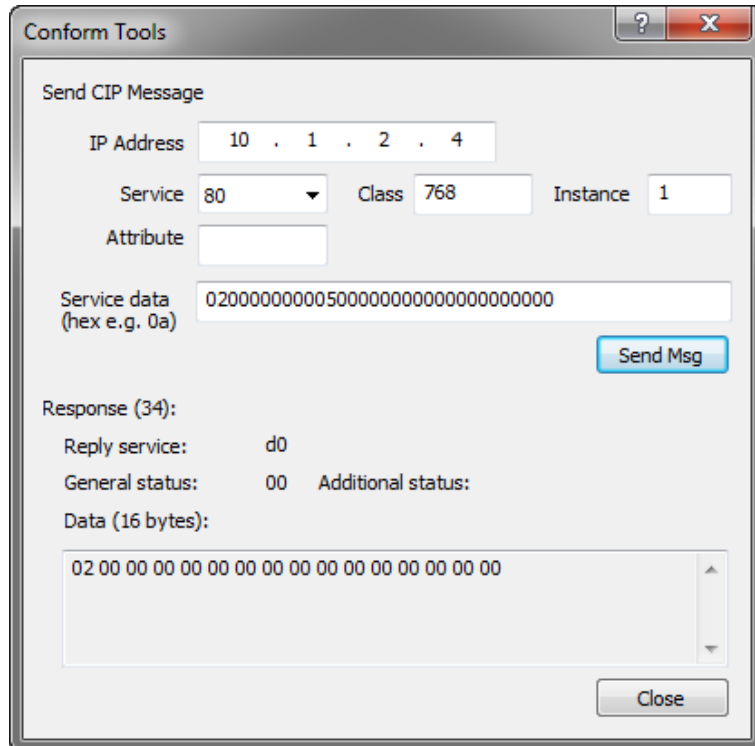 Conform Tools
?
Send CIP Message
IP Address 10 . 1 . 2 . 4
Service 80 Class 768 Instance 1
Attribute
Service data 02000000000500000000000000000000
(hex e.g. 0a)
Send Msg
Response (34):
Reply service: d0
General status: 00 Additional status:
Data (16 bytes):
02 00 00 00 00 00 00 00 00 00 00 00 00 00 00 00
Close